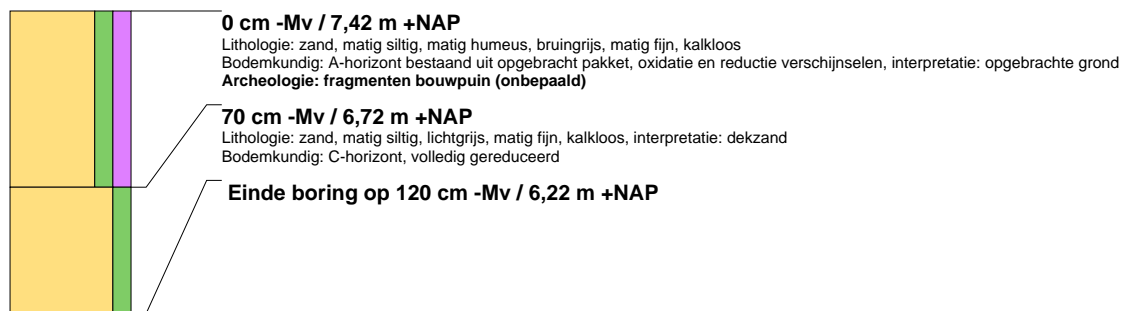 0 cm -Mv / 7,42 m +NAP
Lithologie: zand, matig siltig, matig humeus, bruingrijs, matig fijn, kalkloos
Bodemkundig: A-horizont bestaand uit opgebracht pakket, oxidatie en reductie verschijnselen, interpretatie: opgebrachte grond
Archeologie: fragmenten bouwpuin (onbepaald)
70 cm -Mv / 6,72 m +NAP
Lithologie: zand, matig siltig, lichtgrijs, matig fijn, kalkloos, interpretatie: dekzand
Bodemkundig: C-horizont, volledig gereduceerd
Einde boring op 120 cm -Mv / 6,22 m +NAP